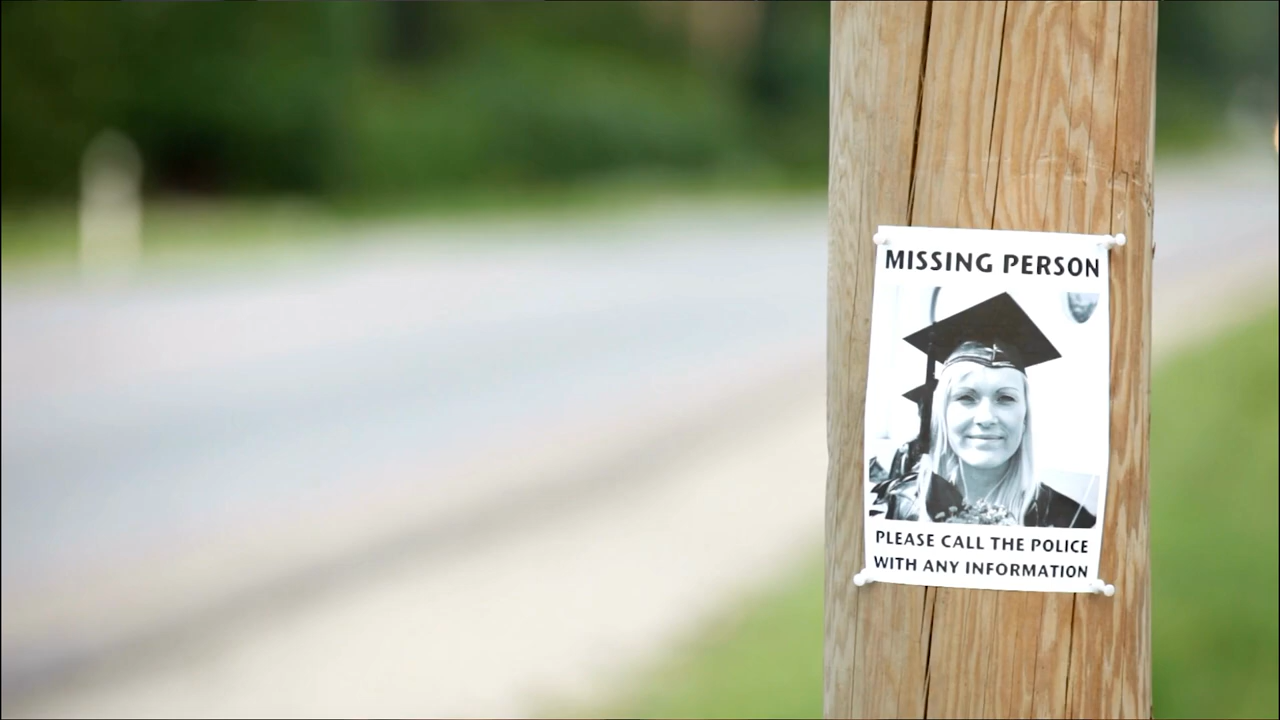 MISSING PERSON
PLEASE CALL THE POLICE
WITH ANY INFORMATION